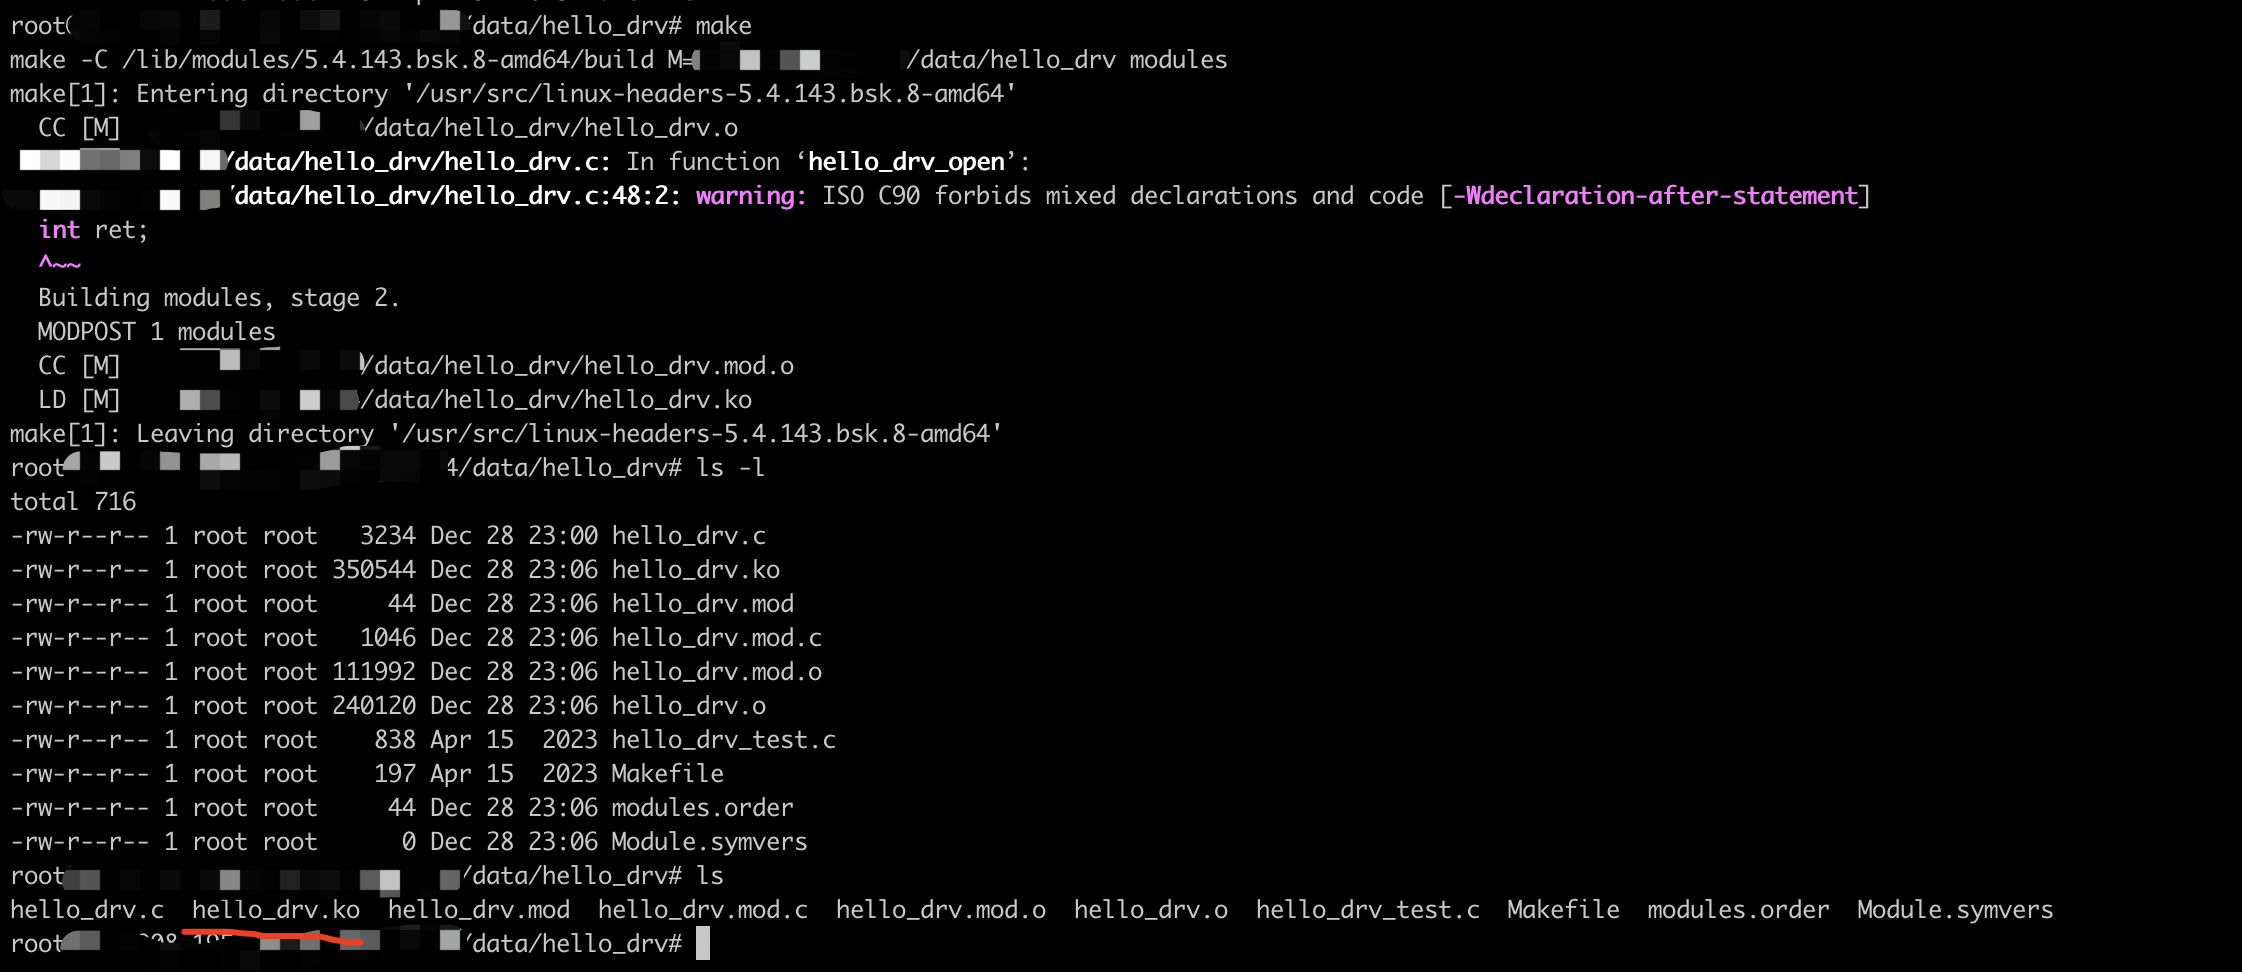 root /data/hello_drv# make
make -C /lib/modules/5.4.143.bsk.8-amd64/build M= /data/hello_drv modules
make[1]: Entering directory '/usr/src/linux-headers-5.4.143.bsk.8-amd64'
CC [M] /data/hello_drv/hello_drv.o
/data/hello_drv/hello_drv.c: In function ‘hello_drv_open’:
/data/hello_drv/hello_drv.c:48:2: warning: ISO C90 forbids mixed declarations and code [-Wdeclaration-after-statement]
int ret;
^~~
Building modules, stage 2.
MODPOST 1 modules
CC [M] /data/hello_drv/hello_drv.mod.o
LD [M] /data/hello_drv/hello_drv.ko
make[1]: Leaving directory '/usr/src/linux-headers-5.4.143.bsk.8-amd64'
root 4/data/hello_drv# ls -l
total 716
-rw-r--r-- 1 root root 3234 Dec 28 23:00 hello_drv.c
-rw-r--r-- 1 root root 350544 Dec 28 23:06 hello_drv.ko
-rw-r--r-- 1 root root 44 Dec 28 23:06 hello_drv.mod
-rw-r--r-- 1 root root 1046 Dec 28 23:06 hello_drv.mod.c
-rw-r--r-- 1 root root 111992 Dec 28 23:06 hello_drv.mod.o
-rw-r--r-- 1 root root 240120 Dec 28 23:06 hello_drv.o
-rw-r--r-- 1 root root 838 Apr 15 2023 hello_drv_test.c
-rw-r--r-- 1 root root 197 Apr 15 2023 Makefile
-rw-r--r-- 1 root root 44 Dec 28 23:06 modules.order
-rw-r--r-- 1 root root 0 Dec 28 23:06 Module.symvers
root /data/hello_drv# ls
hello_drv.c hello_drv.ko hello_drv.mod hello_drv.mod.c hello_drv.mod.o hello_drv.o hello_drv_test.c Makefile modules.order Module.symvers
root /data/hello_drv#